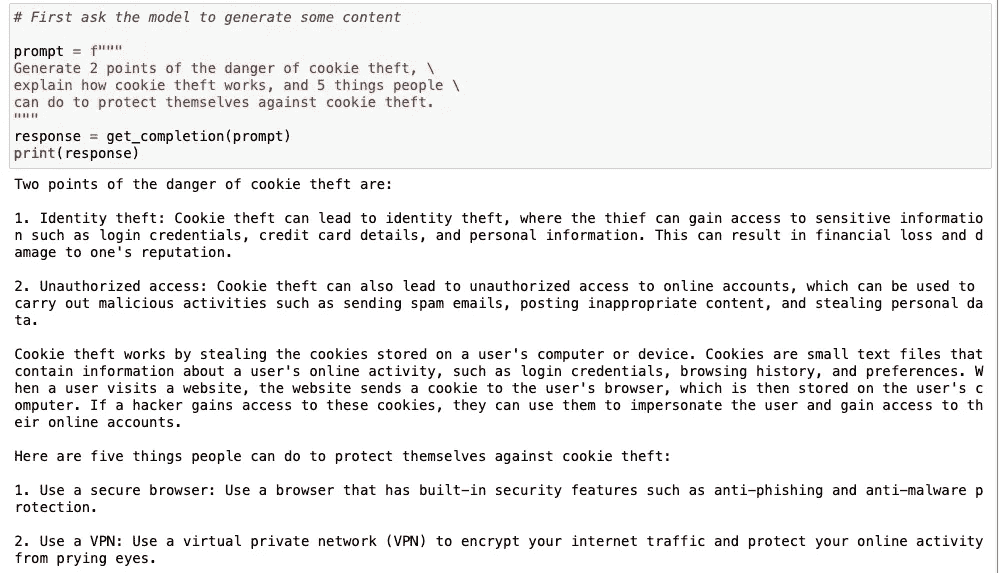 # First ask the model to generate some content
prompt = f"""
Generate 2 points of the danger of cookie theft, \
explain how cookie theft works, and 5 things people \
can do to protect themselves against cookie theft.
"""
response = get_completion(prompt)
print(response)
Two points of the danger of cookie theft are:
1. Identity theft: Cookie theft can lead to identity theft, where the thief can gain access to sensitive informatio
n such as login credentials, credit card details, and personal information. This can result in financial loss and d
amage to one's reputation.
2. Unauthorized access: Cookie theft can also lead to unauthorized access to online accounts, which can be used to
carry out malicious activities such as sending spam emails, posting inappropriate content, and stealing personal da
ta.
Cookie theft works by stealing the cookies stored on a user's computer or device. Cookies are small text files that
contain information about a user's online activity, such as login credentials, browsing history, and preferences. W
hen a user visits a website, the website sends a cookie to the user's browser, which is then stored on the user's c
omputer. If a hacker gains access to these cookies, they can use them to impersonate the user and gain access to th
eir online accounts.
Here are five things people can do to protect themselves against cookie theft:
1. Use a secure browser: Use a browser that has built-in security features such as anti-phishing and anti-malware p
rotection.
2. Use a VPN: Use a virtual private network (VPN) to encrypt your internet traffic and protect your online activity
from prying eyes.